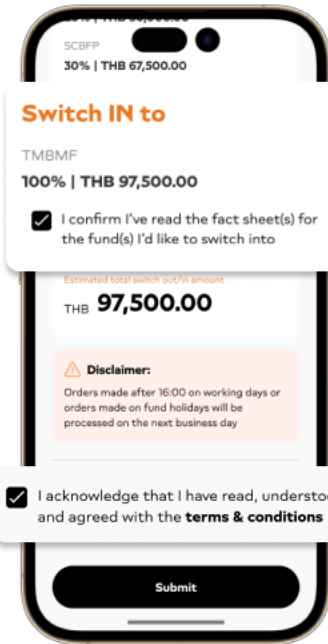 SCBFP
30% | THB 67,500.00
Switch IN to
TMBMF
100% | THB 97,500.00
I confirm I've read the fact sheet(s) for
the fund(s) I'd like to switch into
Estimated total switch out/in amount
THB 97,500.00
Disclaimer:
Orders made after 16:00 on working days or
orders made on fund holidays will be
processed on the next business day
I acknowledge that I have read, understo
and agreed with the terms & conditions
Submit